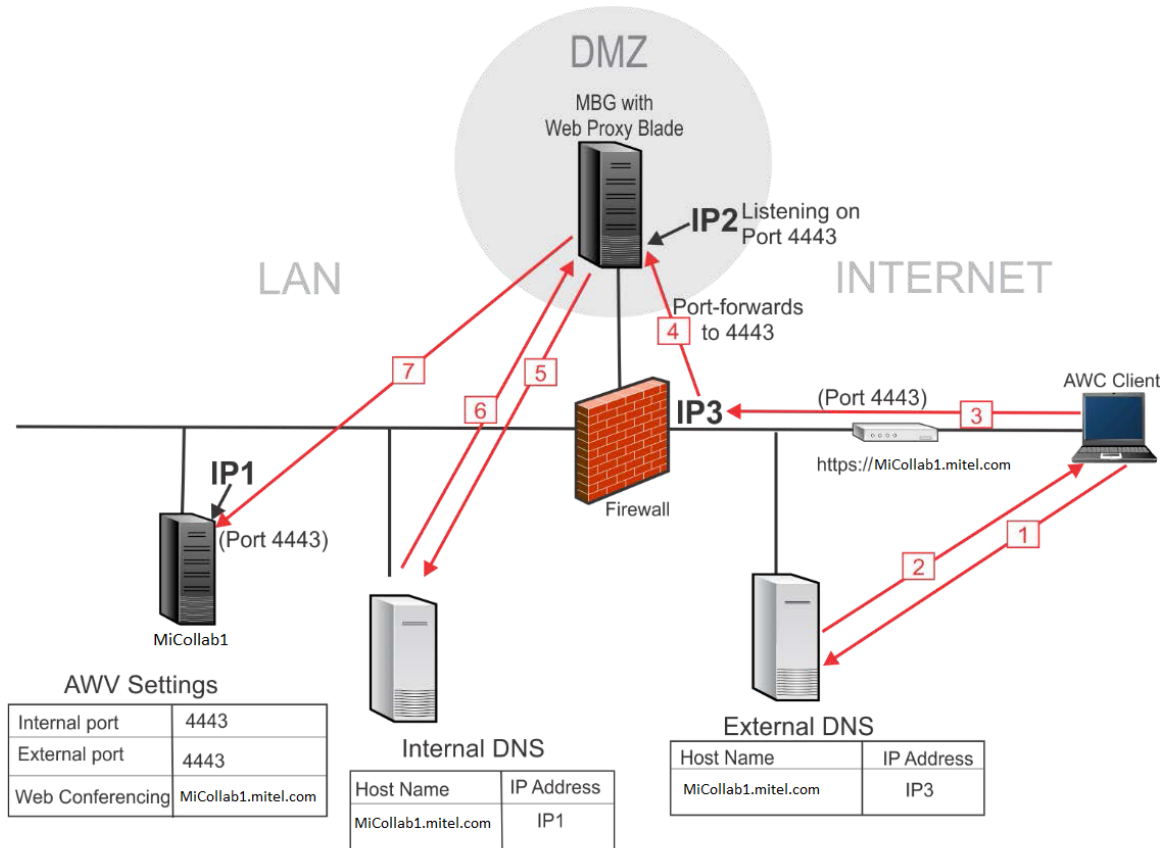 DMZ
MBG with
Web Proxy Blade
IP2 Listening on
Port 4443
LAN
INTERNET
Port-forwards
4 to 4443
7
6
5
IP3
(Port 4443)
3
AWC Client
https://MiCollab1.mitel.com
Firewall
IP1
(Port 4443)
MiCollab1
2
1
AWV Settings
Internal port 4443
External port 4443
Web Conferencing MiCollab1.mitel.com
Internal DNS
Host Name IP Address
MiCollab1.mitel.com IP1
External DNS
Host Name IP Address
MiCollab1.mitel.com IP3